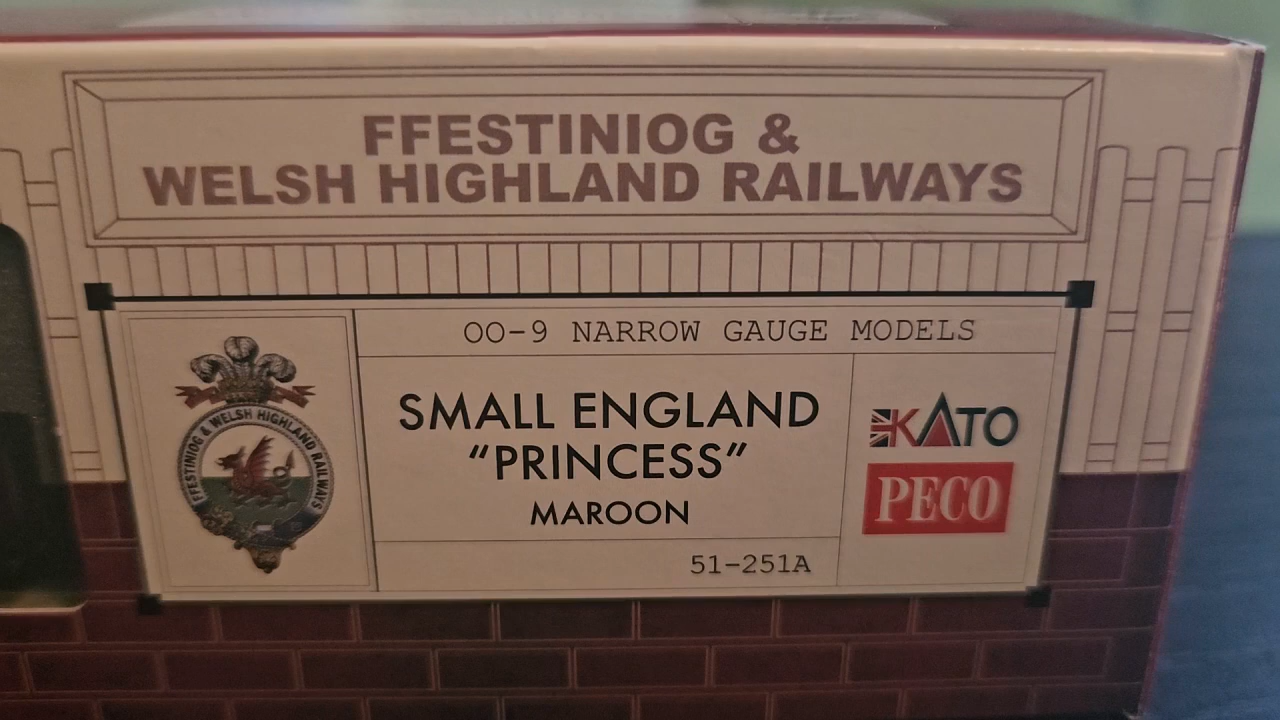 FFESTINIOG &
WELSH HIGHLAND RAILWAYS
OO-9 NARROW GAUGE MODELS
FFESTINIOG & WELSH HIGHLAND RAILWAYS
SMALL ENGLAND
"PRINCESS"
MAROON
51-251A
KATO
PECO